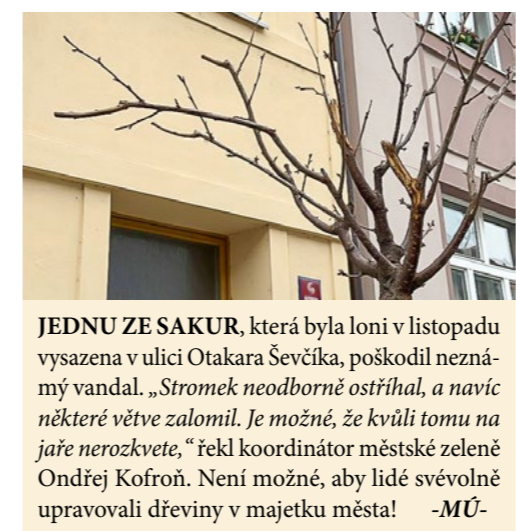 JEDNU ZE SAKUR, která byla loni v listopadu
vysazena v ulici Otakara Ševčíka, poškodil nezná-
mý vandal. „Stromek neodborně ostříhal, a navíc
některé větve zalomil. Je možné, že kvůli tomu na
jaře nerozkvete,“ řekl koordinátor městské zeleně
Ondřej Kofroň. Není možné, aby lidé svévolně
upravovali dřeviny v majetku města! -MÚ-